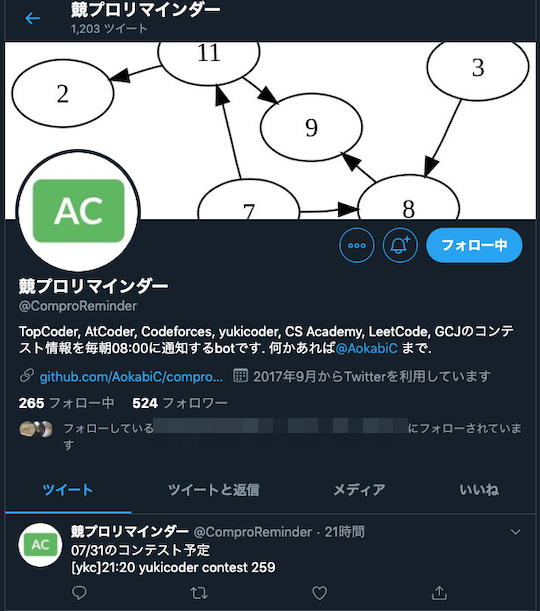 競プロリマインダー
1,203 ツイート
11
3
2
9
7
8
AC
フォロー中
競プロリマインダー
@ComproReminder
TopCoder, AtCoder, Codeforces, yukicoder, CS Academy, LeetCode, GCJのコンテ
スト情報を毎朝08:00に通知するbotです. 何かあれば@AokabiC まで.
github.com/AokabiC/compro... 2017年9月からTwitterを利用しています
265 フォロー中 524 フォロワー
フォローしている にフォローされていま
す
ツイート ツイートと返信 メディア いいね
AC 競プロリマインダー @ComproReminder · 21時間
07/31のコンテスト予定
[ykc]21:20 yukicoder contest 259